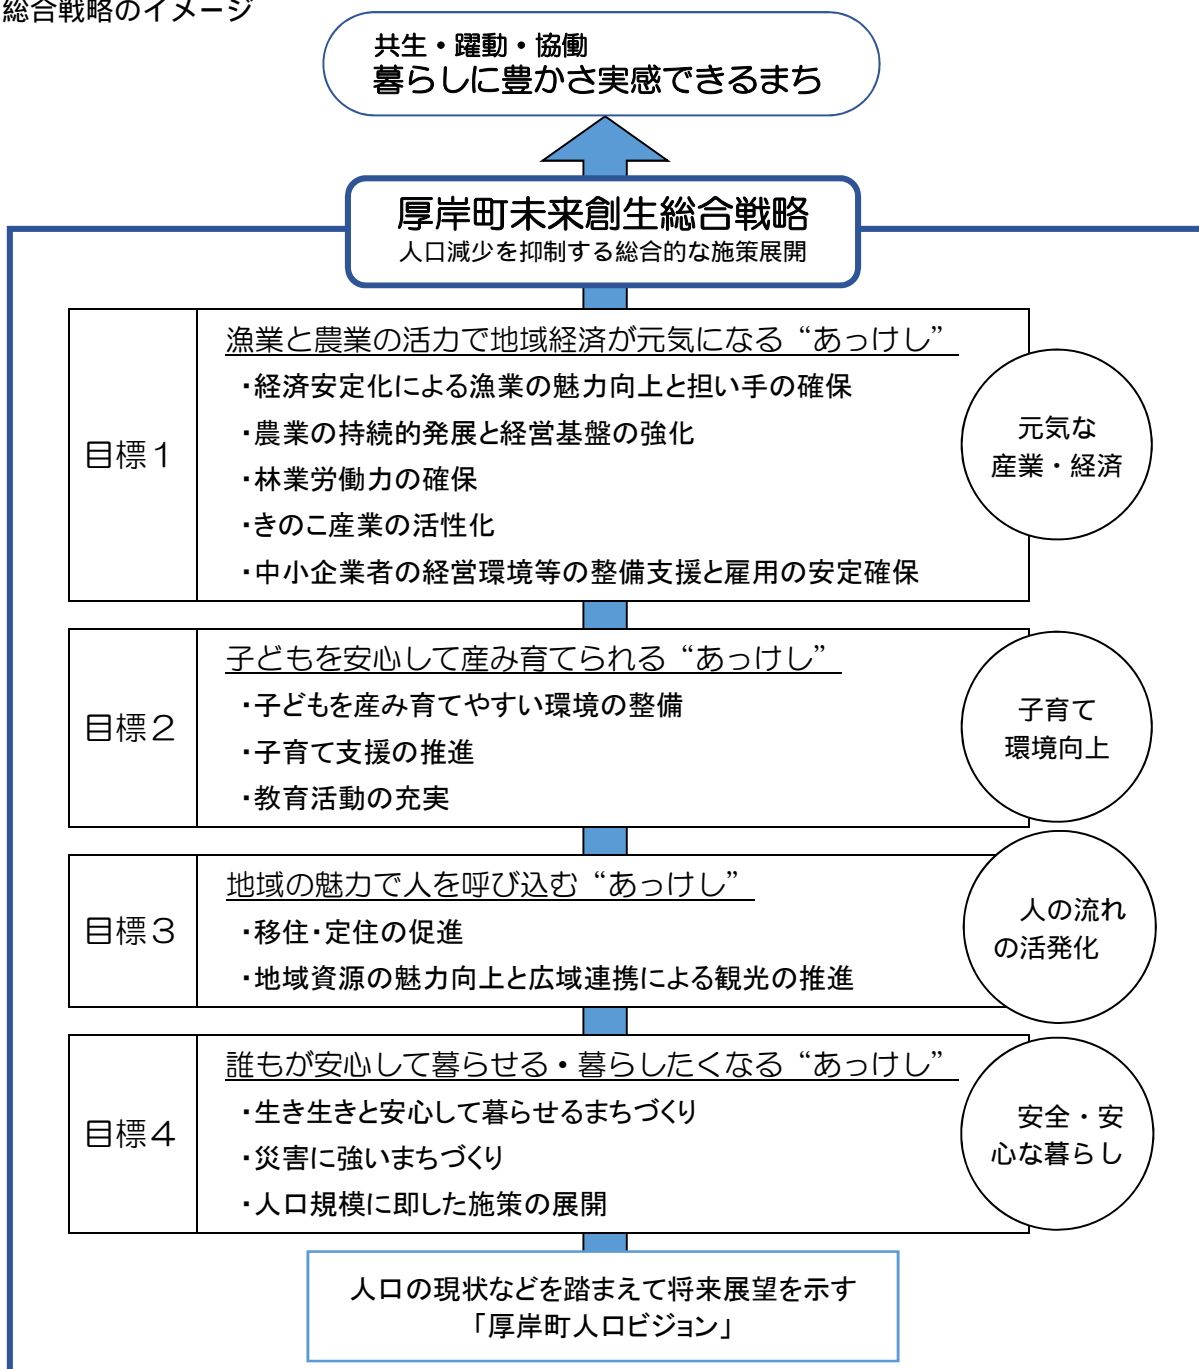 総合戦略のイメージ
共生・躍動・協働
暮らしに豊かさ実感できるまち
厚岸町未来創生総合戦略
人口減少を抑制する総合的な施策展開
目標１
漁業と農業の活力で地域経済が元気になる“あっけし”
・経済安定化による漁業の魅力向上と担い手の確保
・農業の持続的発展と経営基盤の強化
・林業労働力の確保
・きのこ産業の活性化
・中小企業者の経営環境等の整備支援と雇用の安定確保
元気な
産業・経済
目標２
子どもを安心して産み育てられる“あっけし”
・子どもを産み育てやすい環境の整備
・子育て支援の推進
・教育活動の充実
子育て
環境向上
目標３
地域の魅力で人を呼び込む“あっけし”
・移住・定住の促進
・地域資源の魅力向上と広域連携による観光の推進
人の流れ
の活発化
目標４
誰もが安心して暮らせる・暮らしたくなる“あっけし”
・生き生きと安心して暮らせるまちづくり
・災害に強いまちづくり
・人口規模に即した施策の展開
安全・安
心な暮らし
人口の現状などを踏まえて将来展望を示す
「厚岸町人口ビジョン」